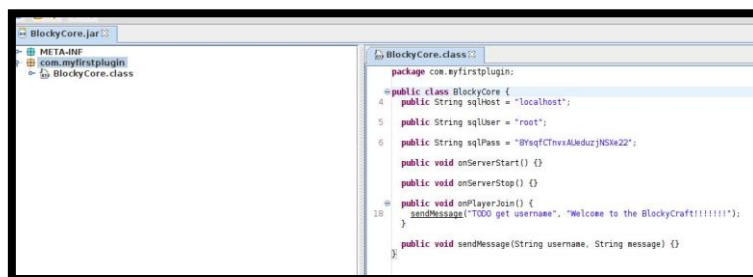 BlockyCore.jar
META-INF
com.myfirstplugin
BlockyCore.class
BlockyCore.class
package com.myfirstplugin;
public class BlockyCore {
4 public String sqlHost = "localhost";
5 public String sqlUser = "root";
6 public String sqlPass = "8YsqfCTnvxAUeduzjNSXe22";
public void onServerStart() {}
public void onServerStop() {}
public void onPlayerJoin() {
18 sendMessage("TODO get username", "Welcome to the BlockyCraft!!!!!!!");
}
public void sendMessage(String username, String message) {}
}